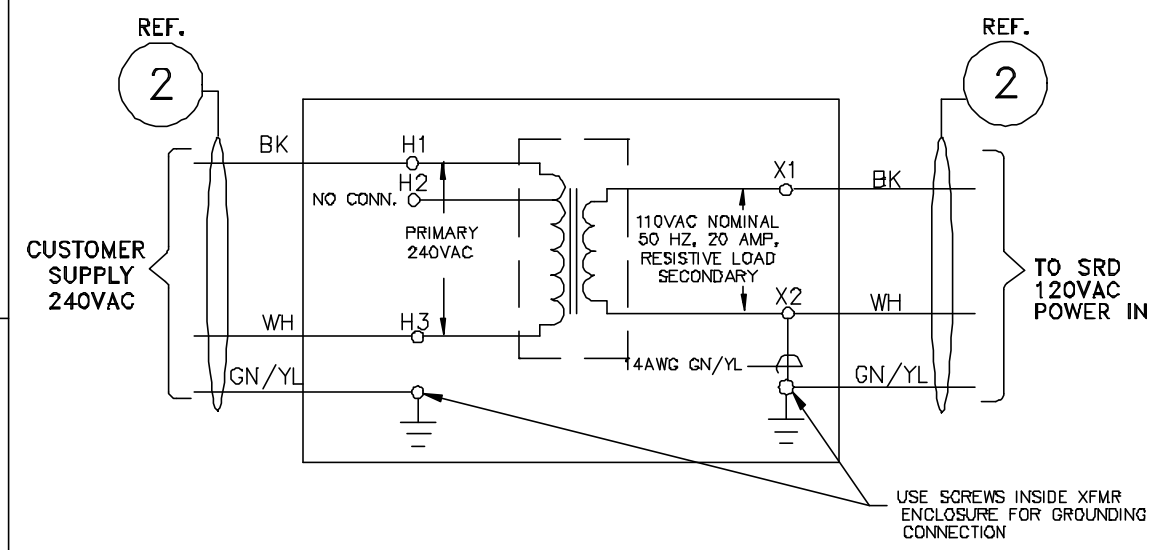 REF.
2
REF.
2
BK
H1
H2
NO CONN.
PRIMARY
240VAC
CUSTOMER
SUPPLY
240VAC
WH
H3
GN/YL
110VAC NOMINAL
50 HZ, 20 AMP,
RESISTIVE LOAD
SECONDARY
X1
BK
X2
WH
14AWG GN/YL
GN/YL
TO SRD
120VAC
POWER IN
USE SCREWS INSIDE XFMR
ENCLOSURE FOR GROUNDING
CONNECTION